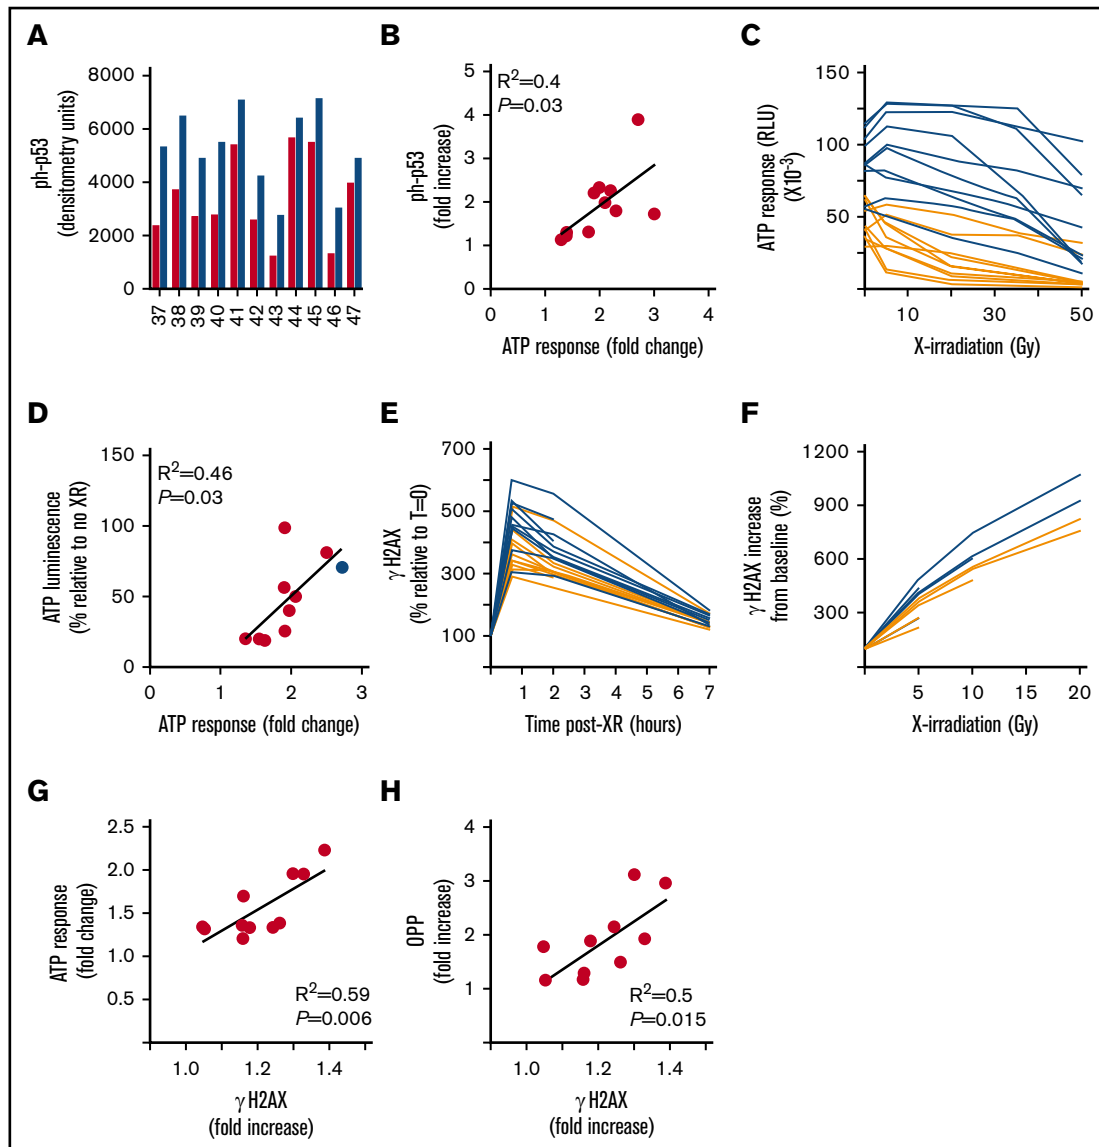 A
ph-p53
(densitometry units)
8000
6000
4000
2000
0
37
38
39
40
41
42
43
44
45
46
47
B
R²=0.4
P=0.03
ph-p53
(fold increase)
5
4
3
2
1
0
0 1 2 3 4
ATP response (fold change)
C
ATP response (RLU)
(X10⁻³)
150
100
50
10 30 50
X-irradiation (Gy)
D
R²=0.46
P=0.03
ATP luminescence
(% relative to no XR)
150
100
50
0
0 1 2 3
ATP response (fold change)
E
γ H2AX
(% relative to T=0)
700
500
300
100
1 2 3 4 5 6 7
Time post-XR (hours)
F
γ H2AX increase
from baseline (%)
1200
900
600
300
5 10 15 20
X-irradiation (Gy)
G
ATP response
(fold change)
2.5
2.0
1.5
1.0
0.5
R²=0.59
P=0.006
1.0 1.2 1.4
γ H2AX
(fold increase)
H
OPP
(fold increase)
4
3
2
1
R²=0.5
P=0.015
1.0 1.2 1.4
γ H2AX
(fold increase)